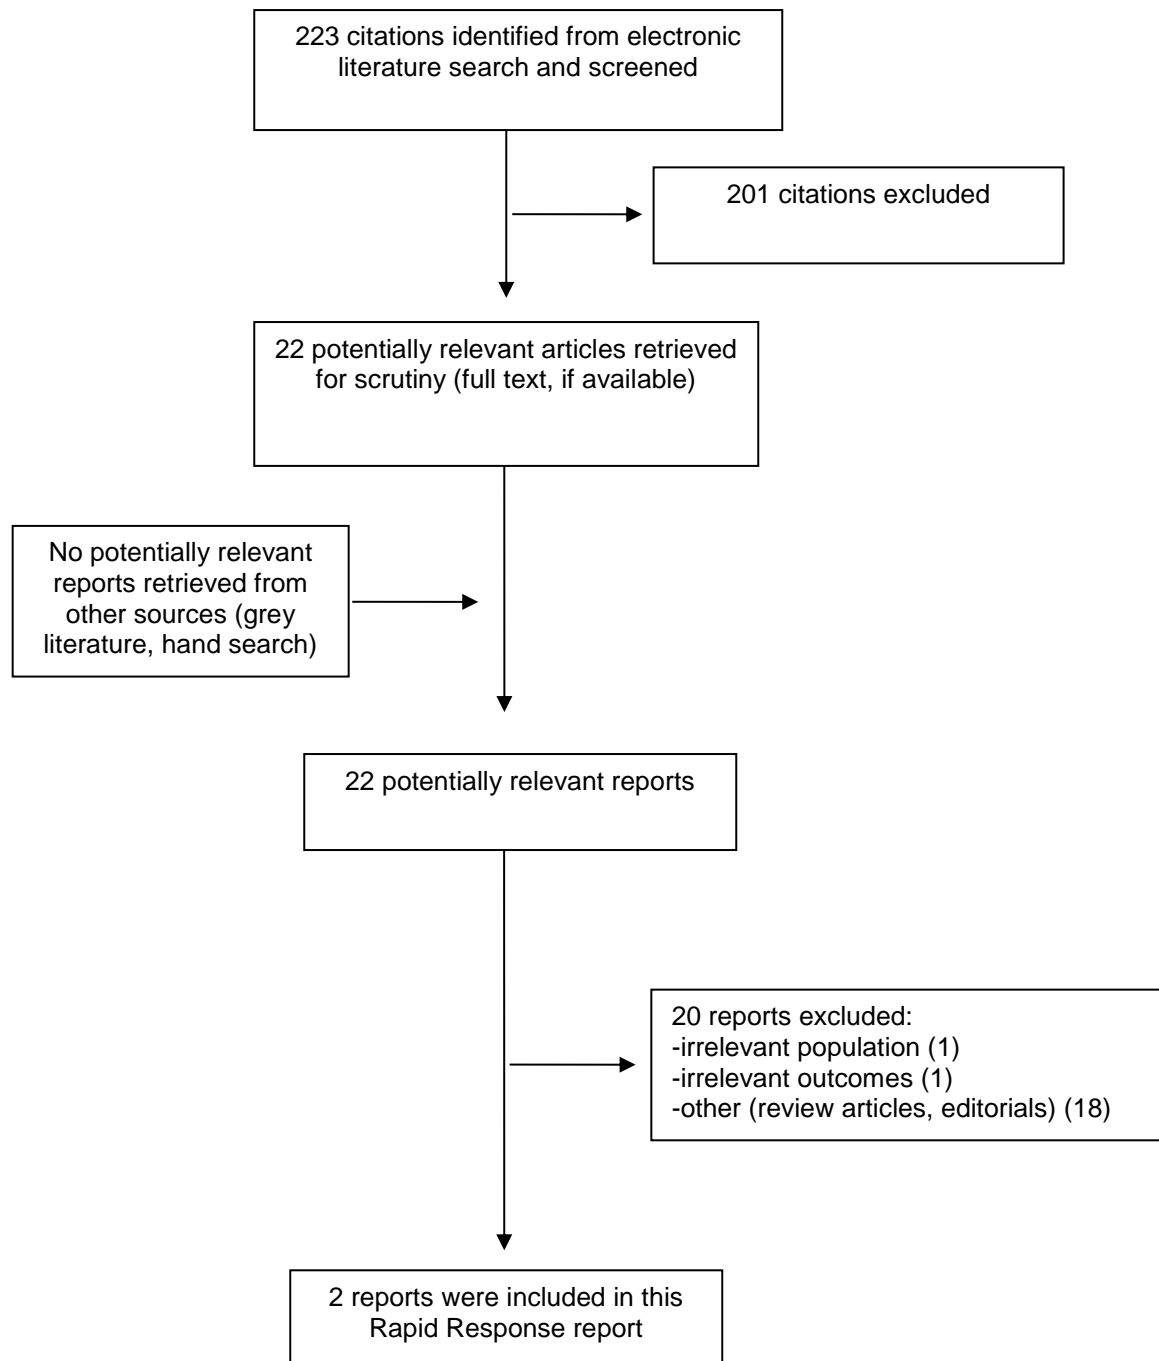 223 citations identified from electronic
literature search and screened
201 citations excluded
22 potentially relevant articles retrieved
for scrutiny (full text, if available)
No potentially relevant
reports retrieved from
other sources (grey
literature, hand search)
22 potentially relevant reports
20 reports excluded:
-irrelevant population (1)
-irrelevant outcomes (1)
-other (review articles, editorials) (18)
2 reports were included in this
Rapid Response report